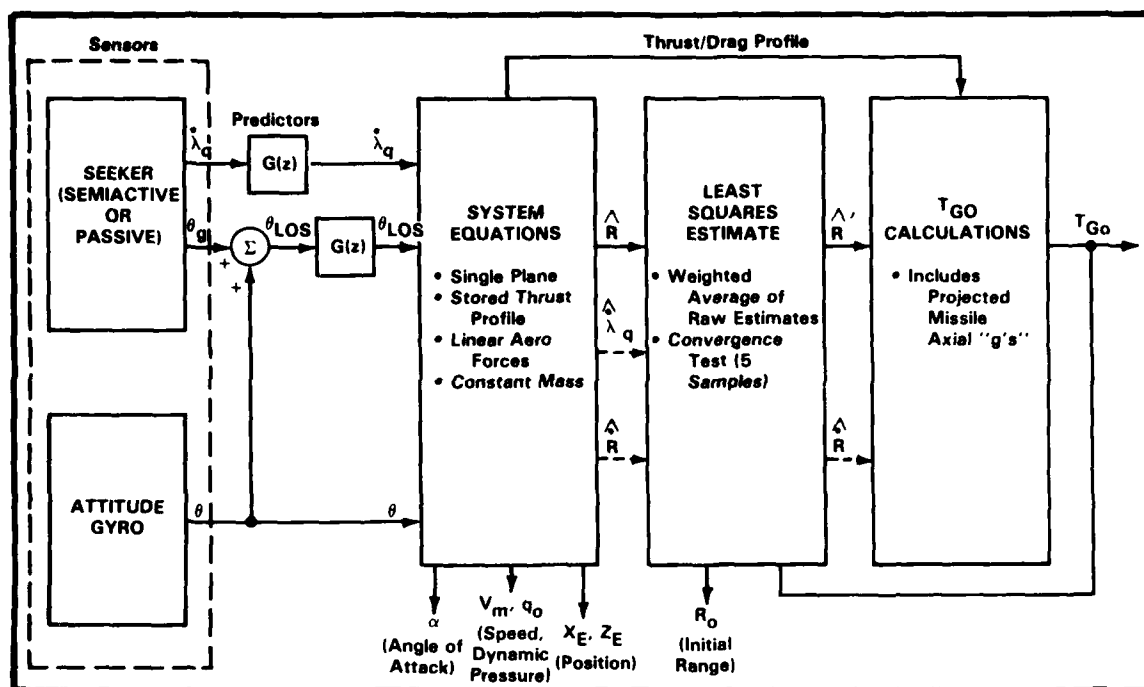 Sensors
Thrust/Drag Profile
Predictors
SEEKER
(SEMIACTIVE
OR
PASSIVE)
λ̇q
G(z)
λ̇q
θg
+
Σ
+
θLOS
G(z)
θLOS
ATTITUDE
GYRO
θ
θ
SYSTEM
EQUATIONS
• Single Plane
• Stored Thrust
Profile
• Linear Aero
Forces
• Constant Mass
R̂
λ̇̂q
Ṙ̂
LEAST
SQUARES
ESTIMATE
• Weighted
Average of
Raw Estimates
• Convergence
Test (5
Samples)
R̂′
Ṙ̂
TGO
CALCULATIONS
• Includes
Projected
Missile
Axial "g's"
TGo
α
(Angle of
Attack)
Vm, qo
(Speed,
Dynamic
Pressure)
XE, ZE
(Position)
Ro
(Initial
Range)